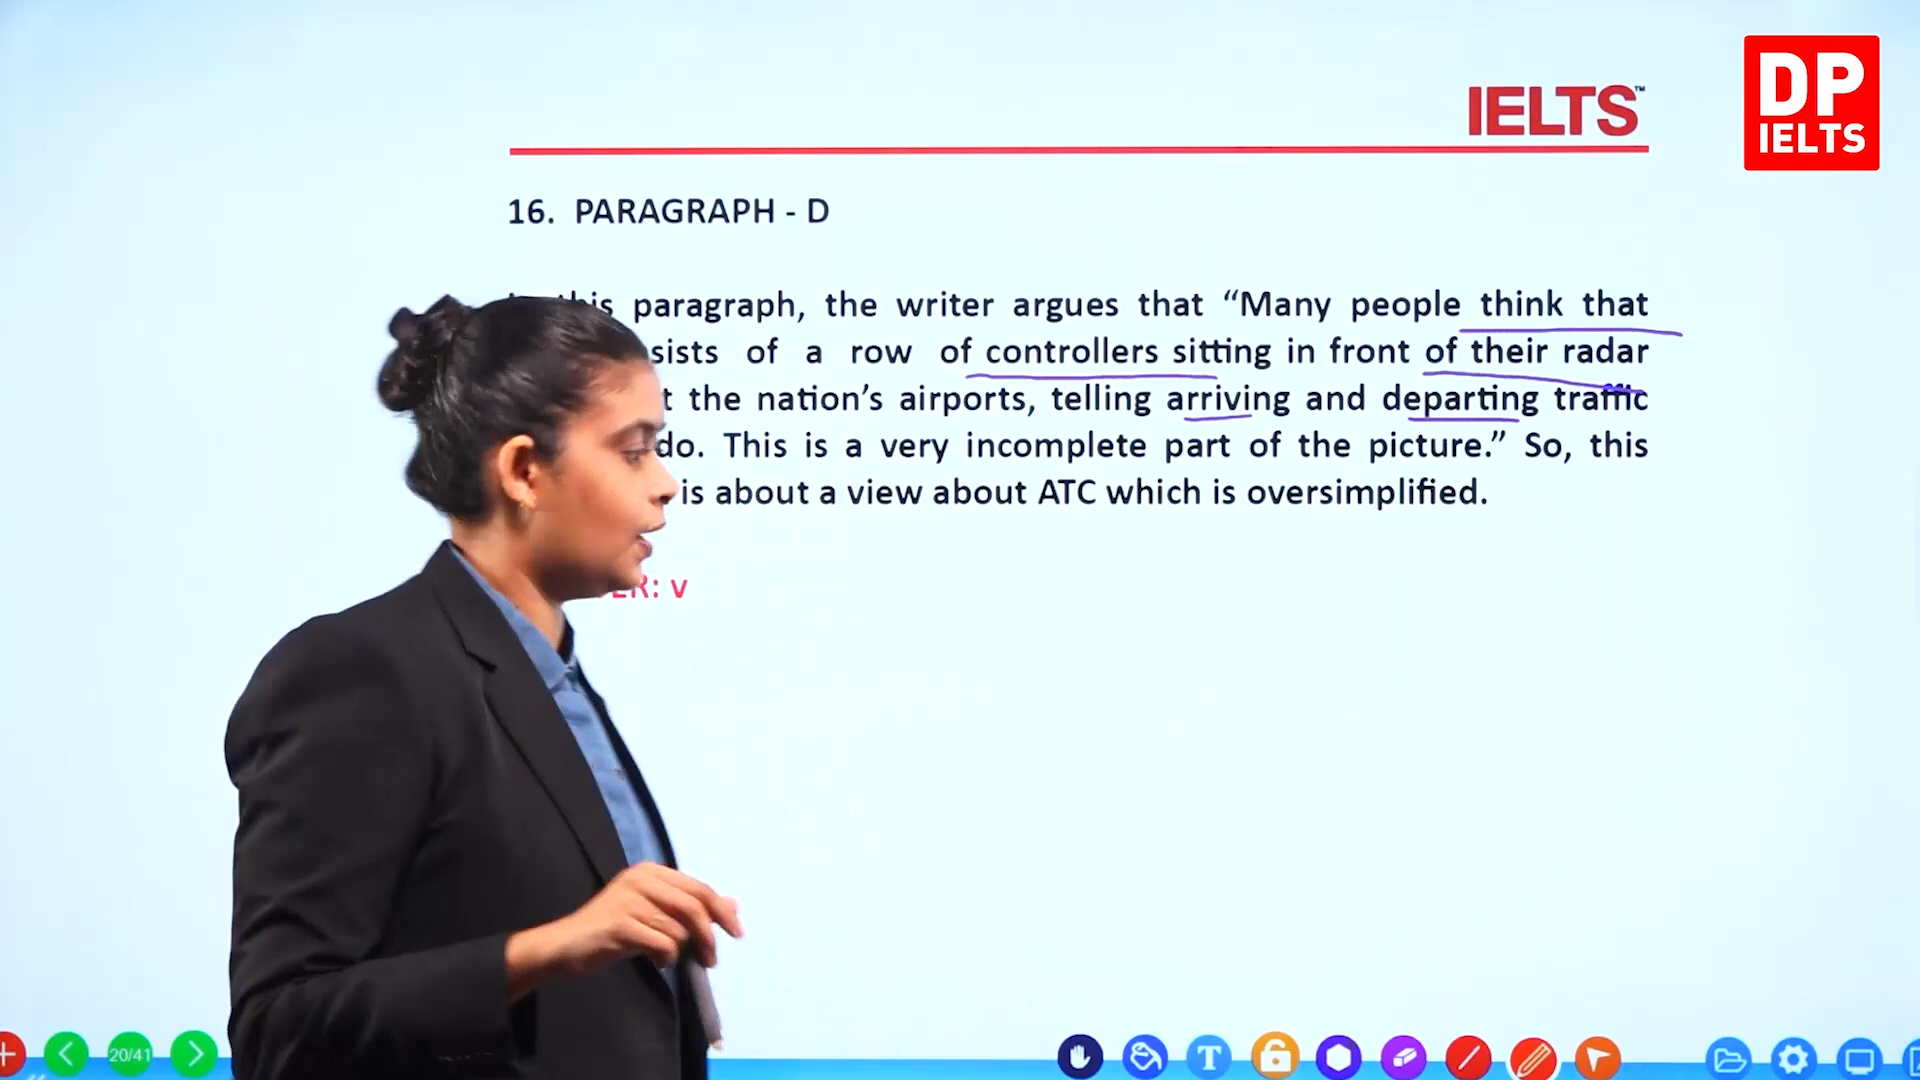 IELTS™
DP
IELTS
16. PARAGRAPH - D
paragraph, the writer argues that “Many people think that
of a row of controllers sitting in front of their radar
the nation’s airports, telling arriving and departing traffic
do. This is a very incomplete part of the picture.” So, this
is about a view about ATC which is oversimplified.
v
20/41
T